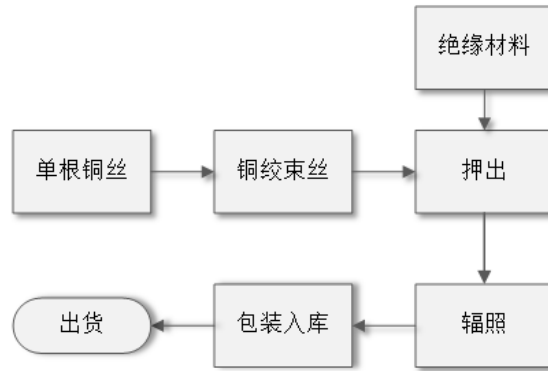 绝缘材料
单根铜丝
铜绞束丝
押出
辐照
包装入库
出货